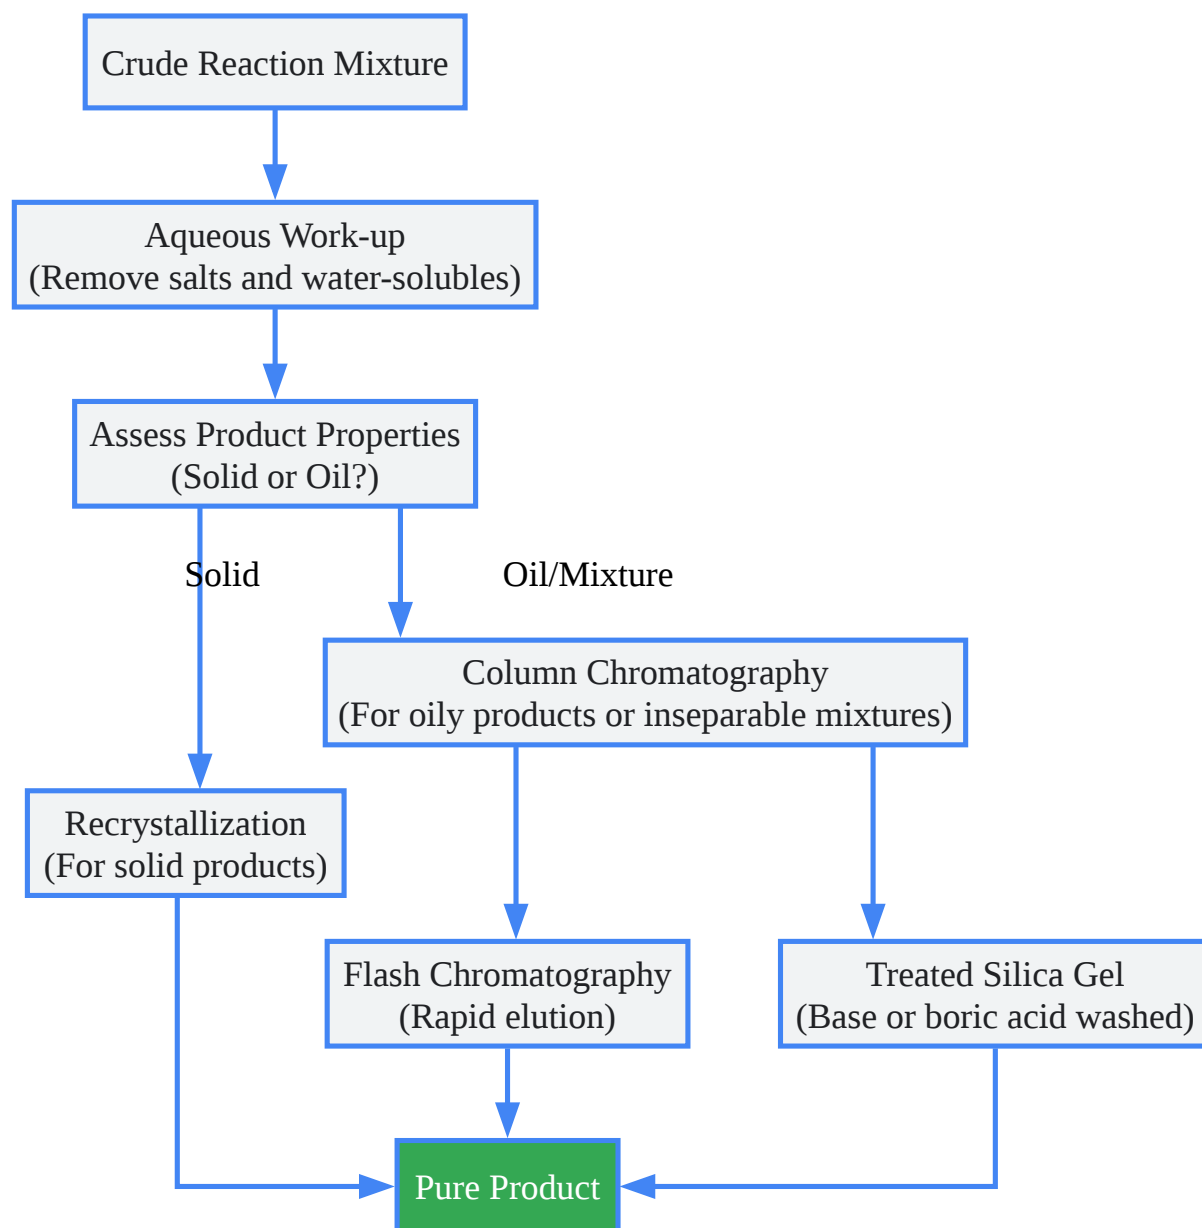 Crude Reaction Mixture
Aqueous Work-up
(Remove salts and water-solubles)
Assess Product Properties
(Solid or Oil?)
Solid
Oil/Mixture
Column Chromatography
(For oily products or inseparable mixtures)
Recrystallization
(For solid products)
Flash Chromatography
(Rapid elution)
Treated Silica Gel
(Base or boric acid washed)
Pure Product